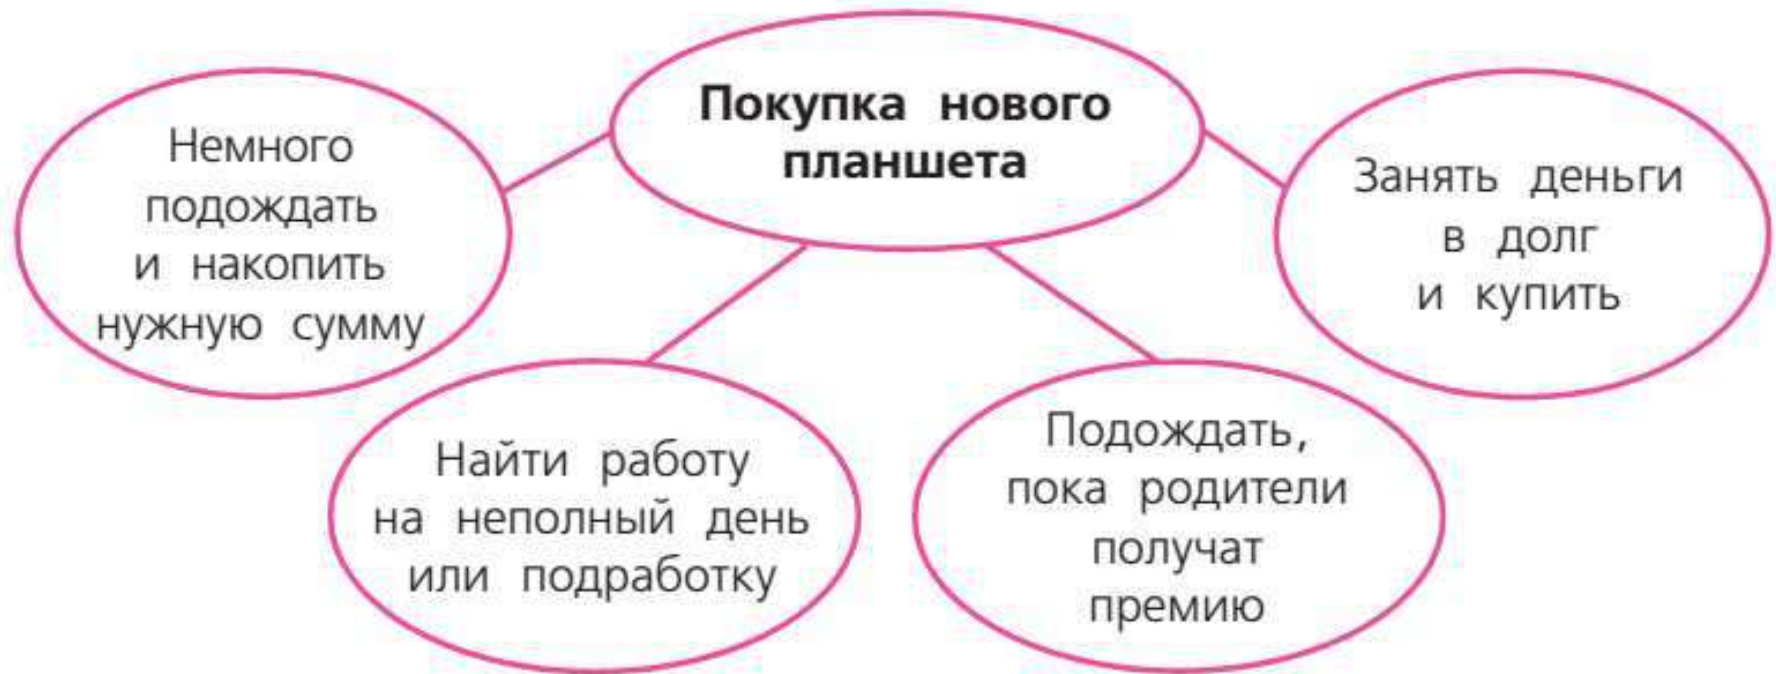 Покупка нового
планшета
Немного
подождать
и накопить
нужную сумму
Найти работу
на неполный день
или подработку
Подождать,
пока родители
получат
премию
Занять деньги
в долг
и купить